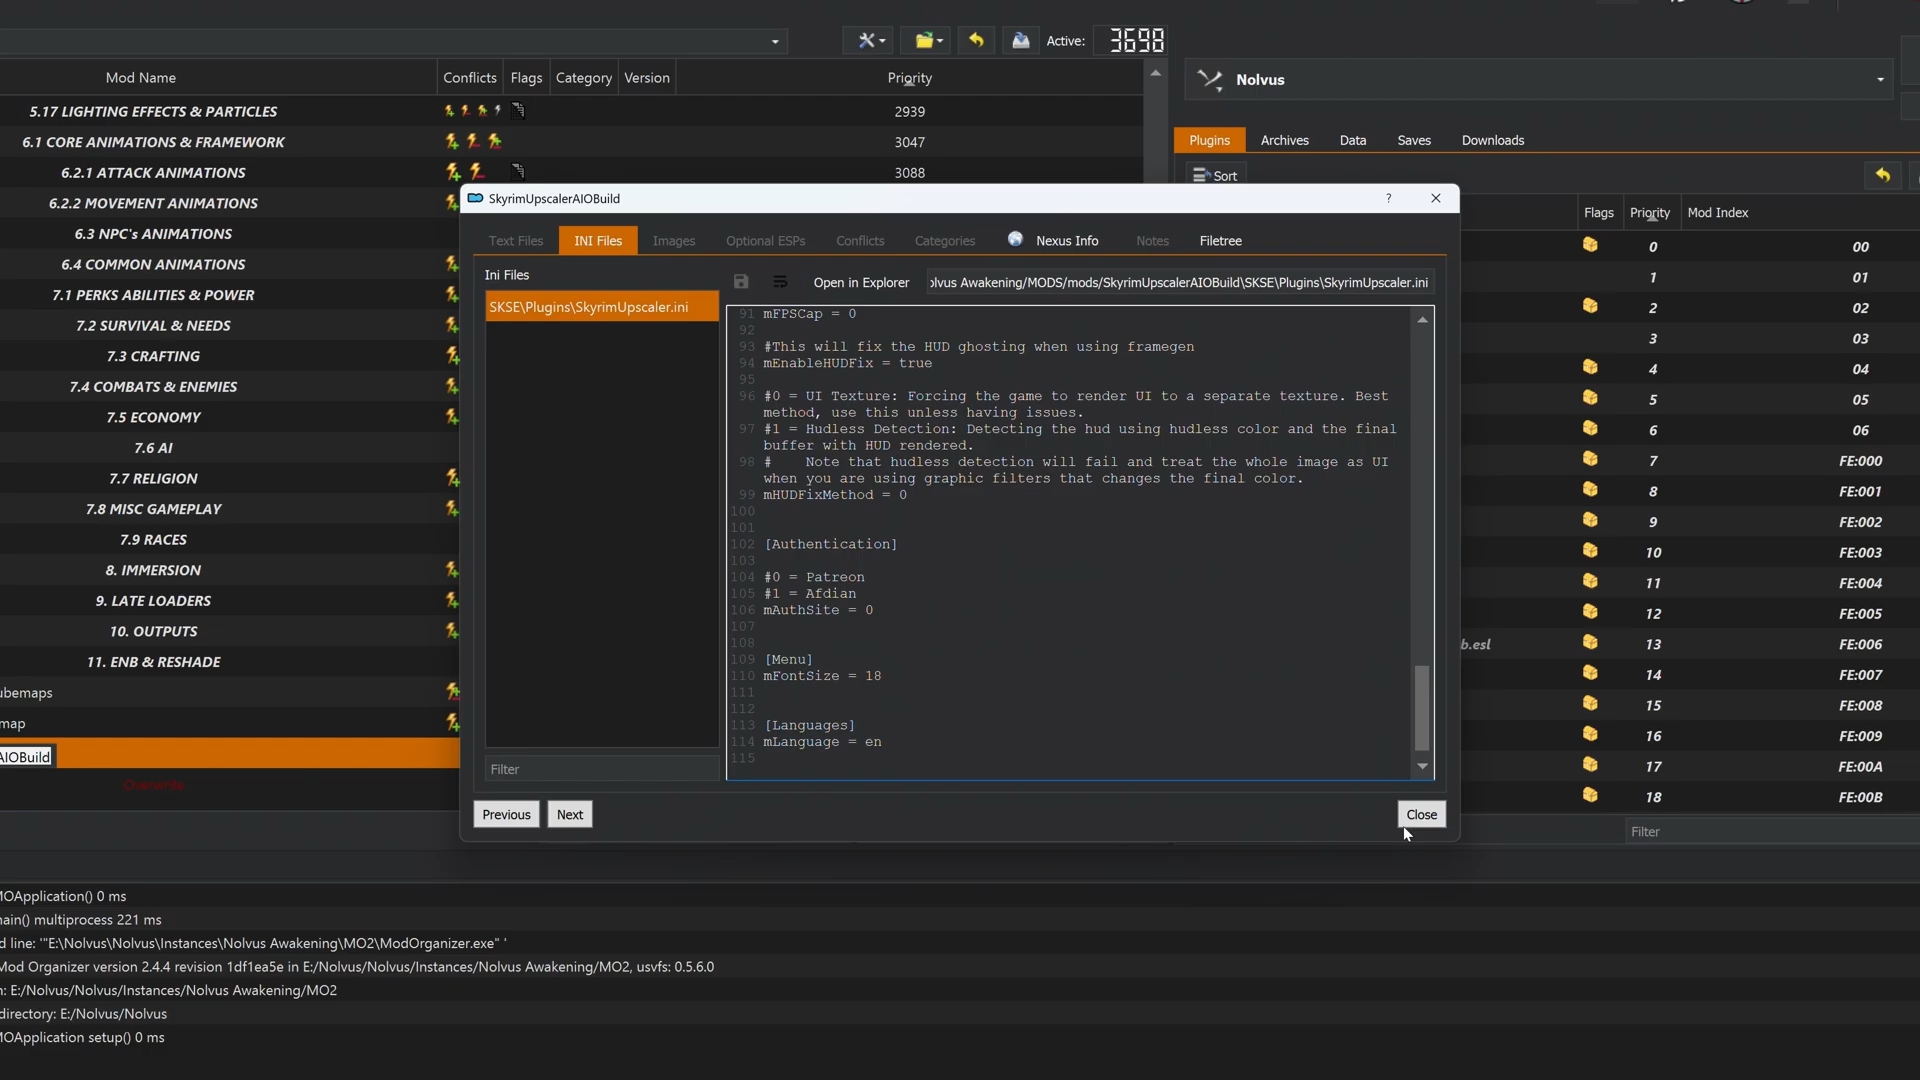 Active: 3698
Mod Name Conflicts Flags Category Version Priority
Nolvus
5.17 LIGHTING EFFECTS & PARTICLES 2939
6.1 CORE ANIMATIONS & FRAMEWORK 3047
6.2.1 ATTACK ANIMATIONS 3088
6.2.2 MOVEMENT ANIMATIONS
6.3 NPC's ANIMATIONS
6.4 COMMON ANIMATIONS
7.1 PERKS ABILITIES & POWER
7.2 SURVIVAL & NEEDS
7.3 CRAFTING
7.4 COMBATS & ENEMIES
7.5 ECONOMY
7.6 AI
7.7 RELIGION
7.8 MISC GAMEPLAY
7.9 RACES
8. IMMERSION
9. LATE LOADERS
10. OUTPUTS
11. ENB & RESHADE
ubemaps
map
AIOBuild
Overwrite
Plugins Archives Data Saves Downloads
Sort
Flags Priority Mod Index
0 00
1 01
2 02
3 03
4 04
5 05
6 06
7 FE:000
8 FE:001
9 FE:002
10 FE:003
11 FE:004
12 FE:005
b.esl 13 FE:006
14 FE:007
15 FE:008
16 FE:009
17 FE:00A
18 FE:00B
Filter
SkyrimUpscalerAIOBuild ?
Text Files INI Files Images Optional ESPs Conflicts Categories Nexus Info Notes Filetree
Ini Files
SKSE\Plugins\SkyrimUpscaler.ini
Filter
Open in Explorer lvus Awakening/MODS/mods/SkyrimUpscalerAIOBuild\SKSE\Plugins\SkyrimUpscaler.ini
91 mFPSCap = 0
92
93 #This will fix the HUD ghosting when using framegen
94 mEnableHUDFix = true
95
96 #0 = UI Texture: Forcing the game to render UI to a separate texture. Best
method, use this unless having issues.
97 #1 = Hudless Detection: Detecting the hud using hudless color and the final
buffer with HUD rendered.
98 # Note that hudless detection will fail and treat the whole image as UI
when you are using graphic filters that changes the final color.
99 mHUDFixMethod = 0
100
101
102 [Authentication]
103
104 #0 = Patreon
105 #1 = Afdian
106 mAuthSite = 0
107
108
109 [Menu]
110 mFontSize = 18
111
112
113 [Languages]
114 mLanguage = en
115
Previous Next Close
MOApplication() 0 ms
main() multiprocess 221 ms
d line: '"E:\Nolvus\Nolvus\Instances\Nolvus Awakening\MO2\ModOrganizer.exe" '
Mod Organizer version 2.4.4 revision 1df1ea5e in E:/Nolvus/Nolvus/Instances/Nolvus Awakening/MO2, usvfs: 0.5.6.0
: E:/Nolvus/Nolvus/Instances/Nolvus Awakening/MO2
directory: E:/Nolvus/Nolvus
MOApplication setup() 0 ms